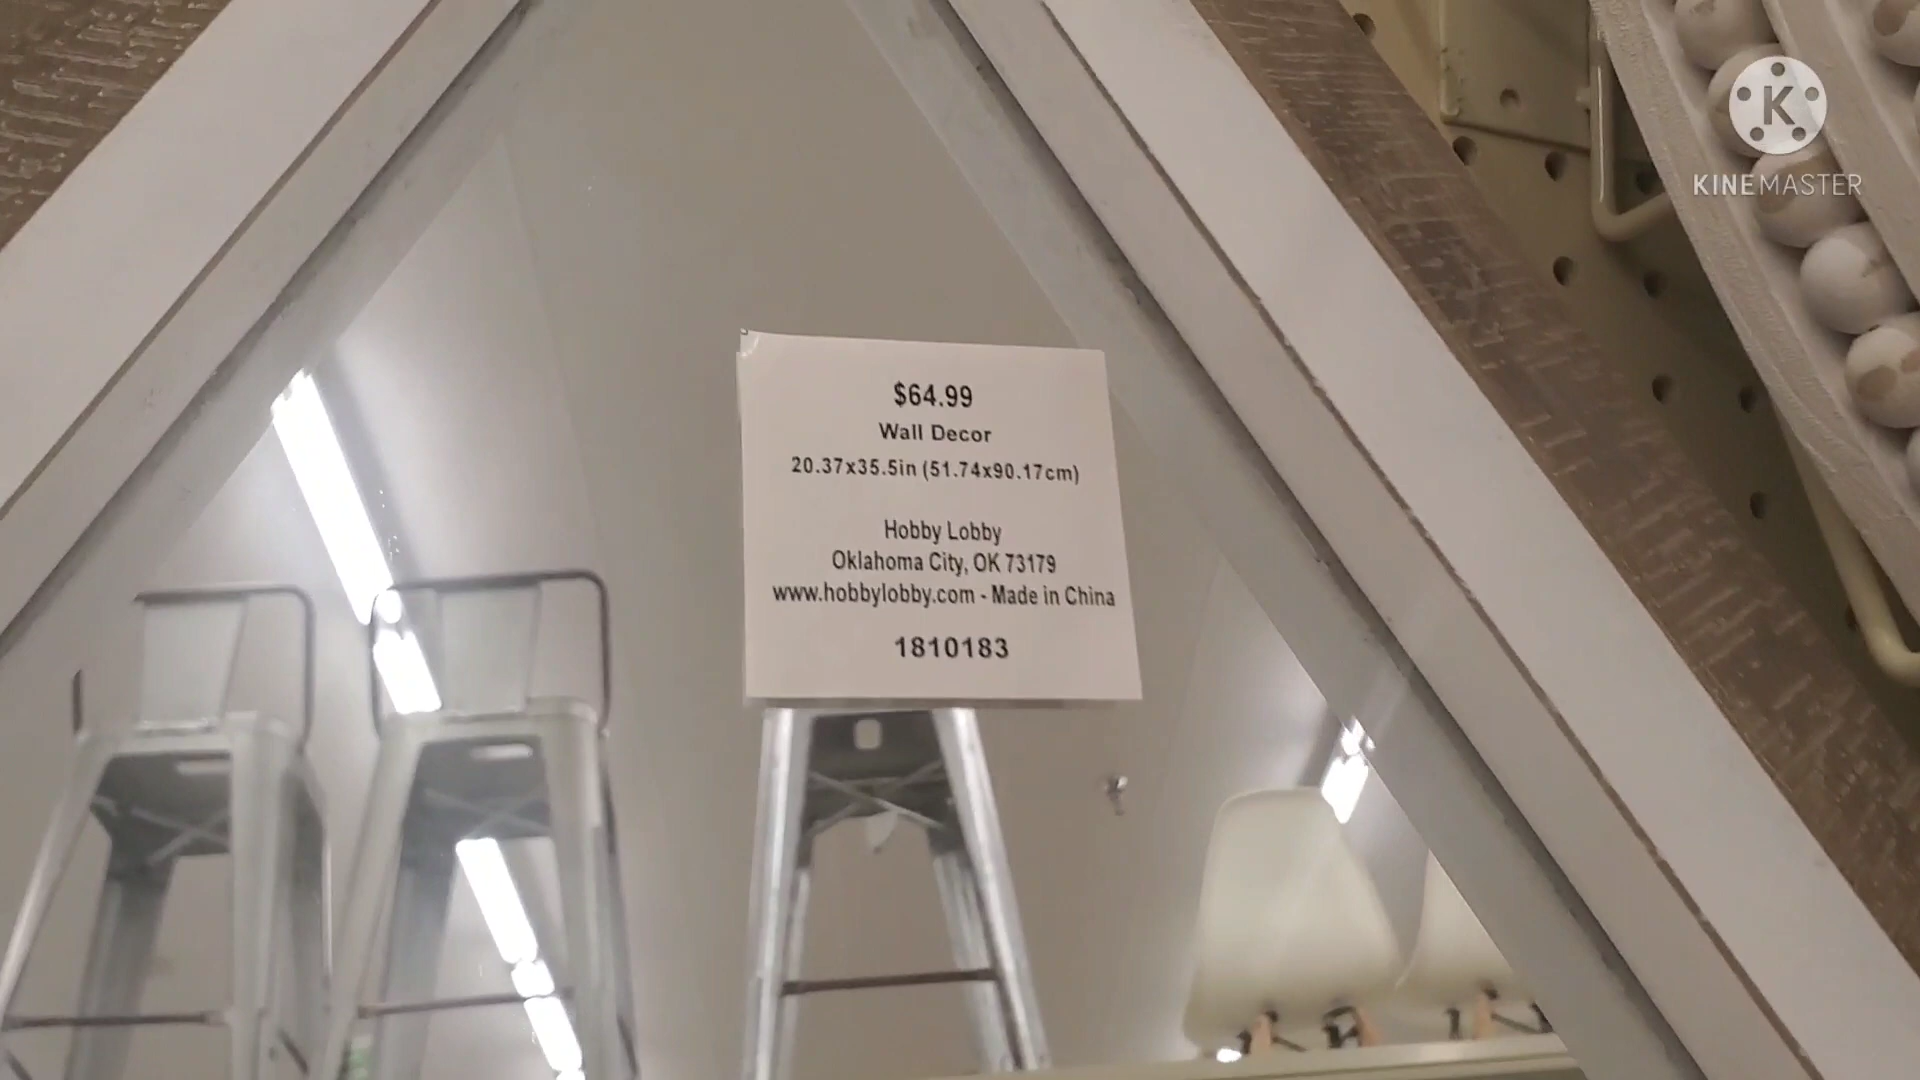 K
KINEMASTER
$64.99
Wall Decor
20.37x35.5in (51.74x90.17cm)
Hobby Lobby
Oklahoma City, OK 73179
www.hobbylobby.com - Made in China
1810183